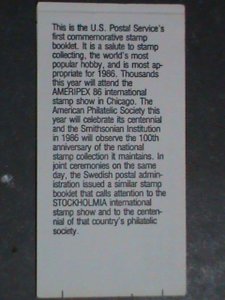 This is the U.S. Postal Service's
first commemorative stamp
booklet. It is a salute to stamp
collecting, the world's most
popular hobby, and is most ap-
propriate for 1986. Thousands
this year will attend the
AMERIPEX 86 international
stamp show in Chicago. The
American Philatelic Society this
year will celebrate its centennial
and the Smithsonian Institution
in 1986 will observe the 100th
anniversary of the national
stamp collection it maintains. In
joint ceremonies on the same
day, the Swedish postal admin-
istration issued a similar stamp
booklet that calls attention to the
STOCKHOLMIA international
stamp show and to the centen-
nial of that country's philatelic
society.